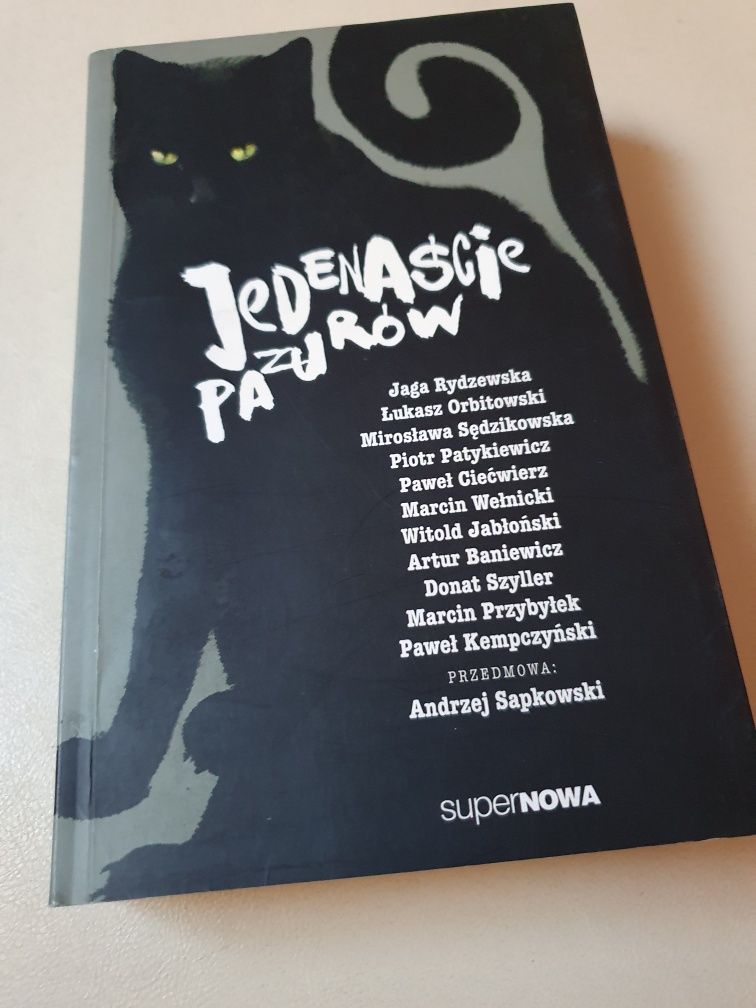 JeDENAŚCie
PAZURÓW
Jaga Rydzewska
Łukasz Orbitowski
Mirosława Sędzikowska
Piotr Patykiewicz
Paweł Ciećwierz
Marcin Wełnicki
Witold Jabłoński
Artur Baniewicz
Donat Szyller
Marcin Przybyłek
Paweł Kempczyński
PRZEDMOWA:
Andrzej Sapkowski
superNOWA